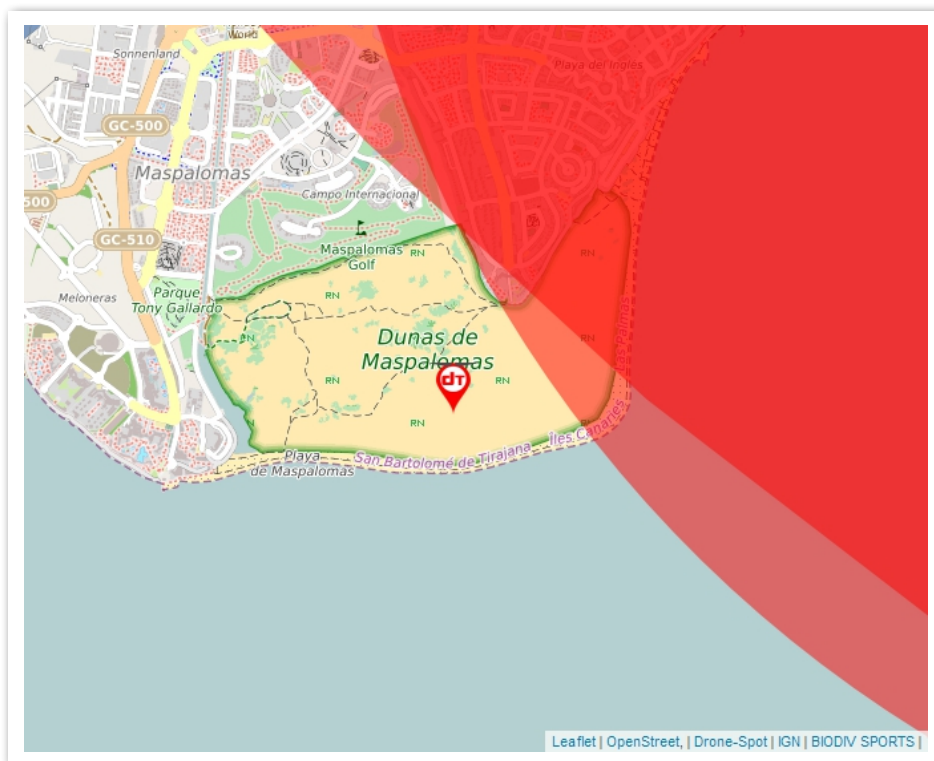 World
Sonnenland
Playa del Inglés
GC-500
Maspalomas
500
Campo Internacional
GC-510
Maspalomas
Golf
RN
RN
RN
Meloneras
Parque
Tony Gallardo
RN
RN
Dunas de
Maspalomas
dT
RN
RN
RN
Las Palmas
Îles Canaries
San Bartolomé de Tirajana
Playa
de Maspalomas
Leaflet | OpenStreet, | Drone-Spot | IGN | BIODIV SPORTS |